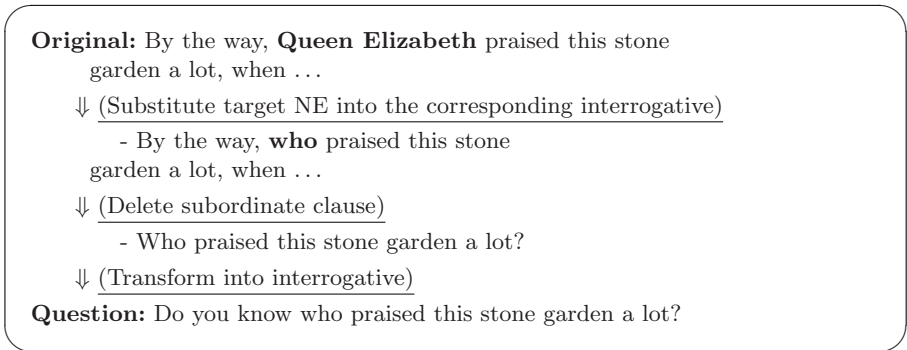 Original: By the way, Queen Elizabeth praised this stone
garden a lot, when ...
⇓ (Substitute target NE into the corresponding interrogative)
- By the way, who praised this stone
garden a lot, when ...
⇓ (Delete subordinate clause)
- Who praised this stone garden a lot?
⇓ (Transform into interrogative)
Question: Do you know who praised this stone garden a lot?